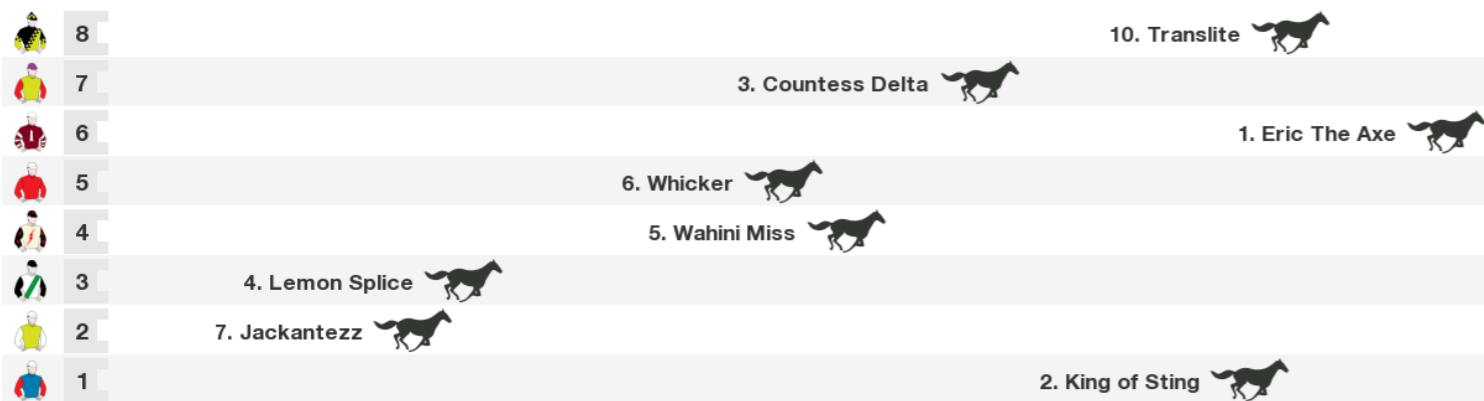 8 10. Translite
7 3. Countess Delta
6 1. Eric The Axe
5 6. Whicker
4 5. Wahini Miss
3 4. Lemon Splice
2 7. Jackantezz
1 2. King of Sting